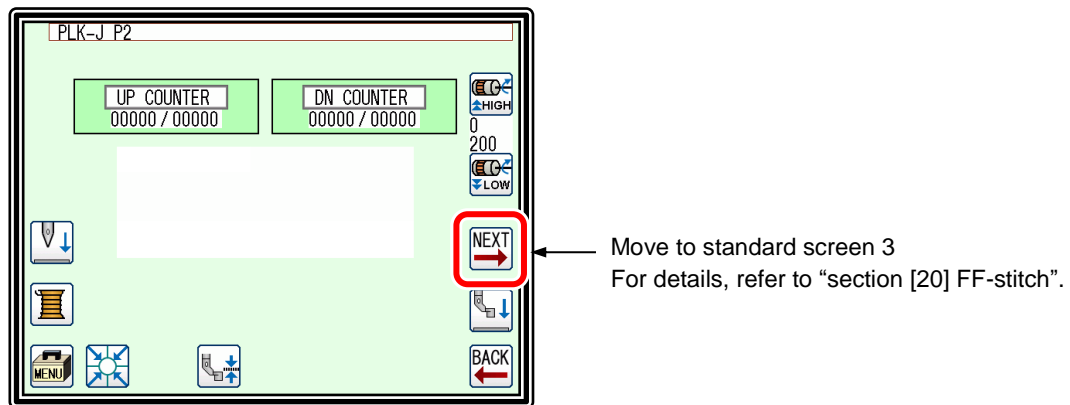 PLK-J P2
UP COUNTER
00000 / 00000
DN COUNTER
00000 / 00000
HIGH
0
200
LOW
NEXT
Move to standard screen 3
For details, refer to “section [20] FF-stitch”.
MENU
BACK